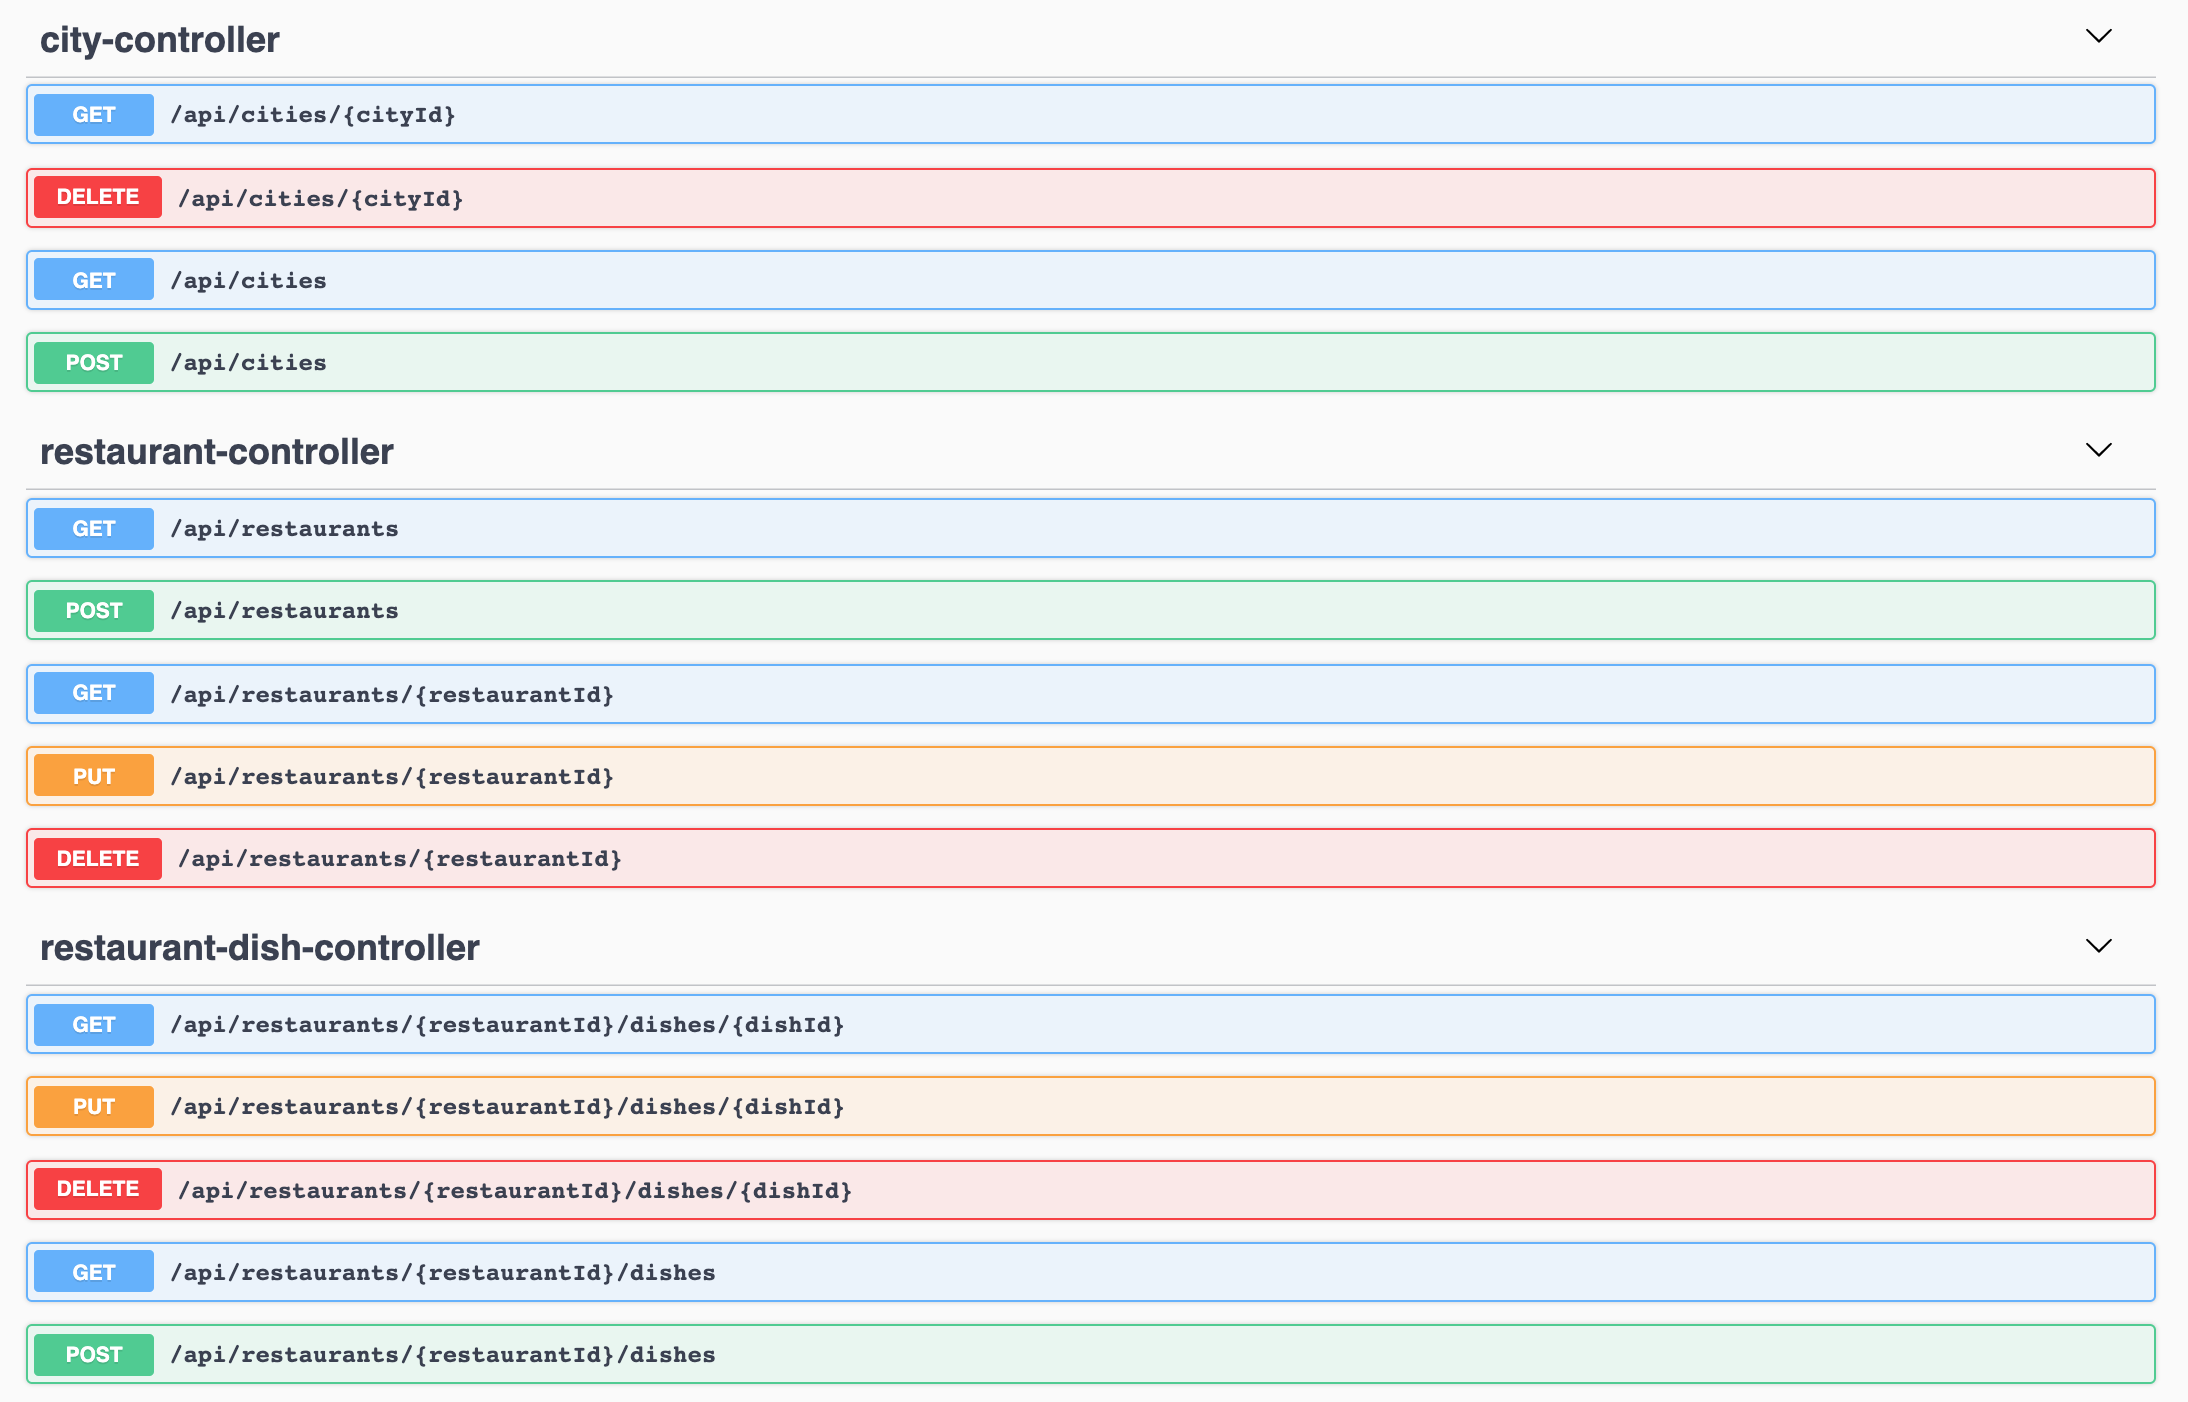 city-controller
GET /api/cities/{cityId}
DELETE /api/cities/{cityId}
GET /api/cities
POST /api/cities
restaurant-controller
GET /api/restaurants
POST /api/restaurants
GET /api/restaurants/{restaurantId}
PUT /api/restaurants/{restaurantId}
DELETE /api/restaurants/{restaurantId}
restaurant-dish-controller
GET /api/restaurants/{restaurantId}/dishes/{dishId}
PUT /api/restaurants/{restaurantId}/dishes/{dishId}
DELETE /api/restaurants/{restaurantId}/dishes/{dishId}
GET /api/restaurants/{restaurantId}/dishes
POST /api/restaurants/{restaurantId}/dishes